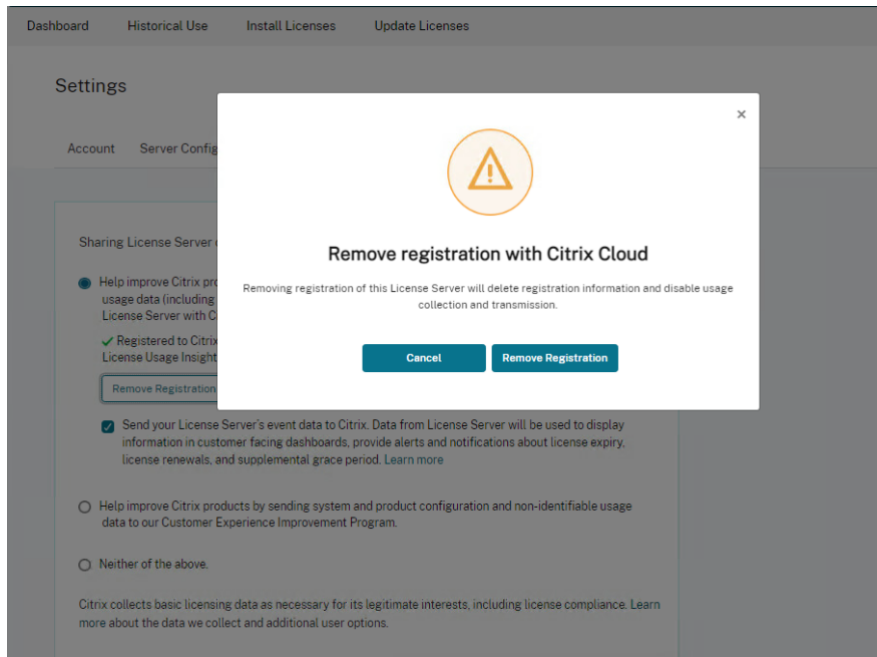 Dashboard Historical Use Install Licenses Update Licenses
Settings
Account Server Config
×
Remove registration with Citrix Cloud
Removing registration of this License Server will delete registration information and disable usage
collection and transmission.
Cancel Remove Registration
Sharing License Server
Help improve Citrix pro
usage data (including
License Server with C
Registered to Citrix
License Usage Insight
Remove Registration
Send your License Server's event data to Citrix. Data from License Server will be used to display
information in customer facing dashboards, provide alerts and notifications about license expiry,
license renewals, and supplemental grace period. Learn more
Help improve Citrix products by sending system and product configuration and non-identifiable usage
data to our Customer Experience Improvement Program.
Neither of the above.
Citrix collects basic licensing data as necessary for its legitimate interests, including license compliance. Learn
more about the data we collect and additional user options.